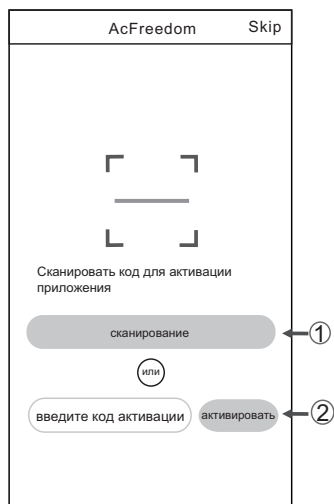 AcFreedom Skip
Сканировать код для активации
приложения
сканирование ①
или
введите код активации активировать ②